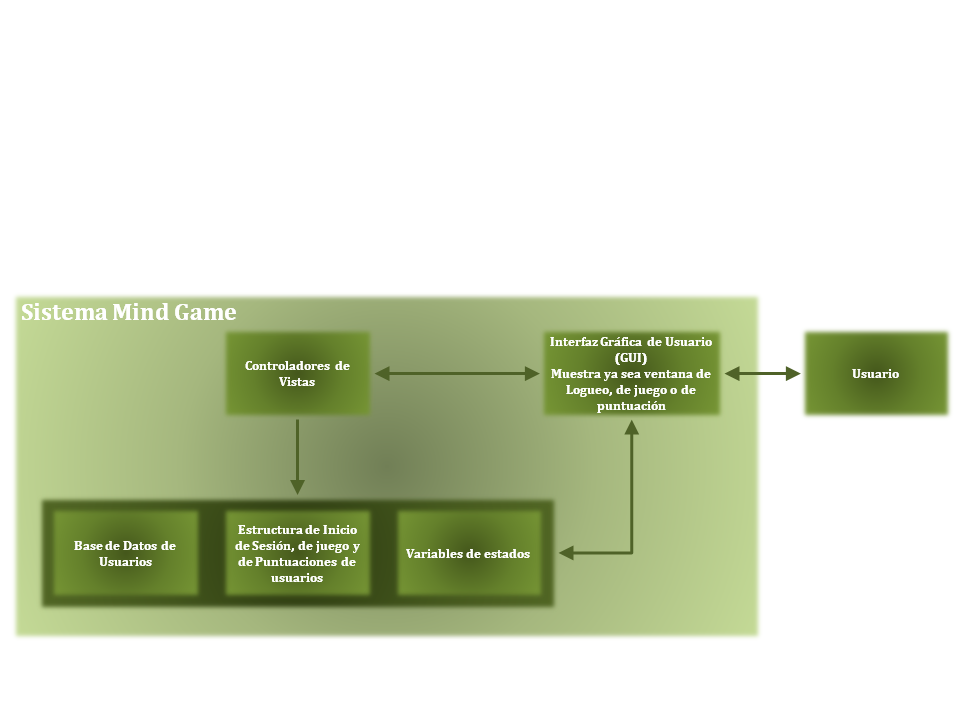 Sistema Mind Game
Controladores de
Vistas
Interfaz Gráfica de Usuario
(GUI)
Muestra ya sea ventana de
Logueo, de juego o de
puntuación
Usuario
Base de Datos de
Usuarios
Estructura de Inicio
de Sesión, de juego y
de Puntuaciones de
usuarios
Variables de estados